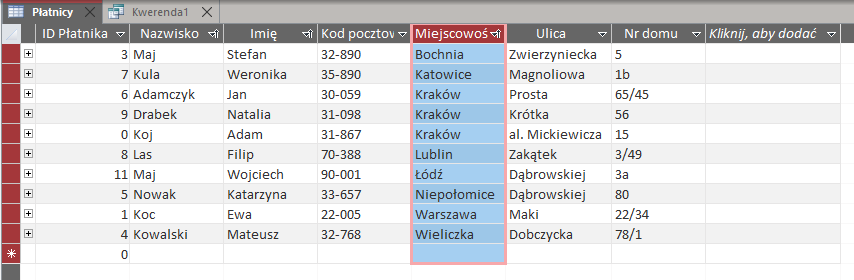 Płatnicy Kwerenda1
ID Płatnika Nazwisko Imię Kod pocztow Miejscowoś Ulica Nr domu Kliknij, aby dodać
3 Maj Stefan 32-890 Bochnia Zwierzyniecka 5
7 Kula Weronika 35-890 Katowice Magnoliowa 1b
6 Adamczyk Jan 30-059 Kraków Prosta 65/45
9 Drabek Natalia 31-098 Kraków Krótka 56
0 Koj Adam 31-867 Kraków al. Mickiewicza 15
8 Las Filip 70-388 Lublin Zakątek 3/49
11 Maj Wojciech 90-001 Łódź Dąbrowskiej 3a
5 Nowak Katarzyna 33-657 Niepołomice Dąbrowskiej 80
1 Koc Ewa 22-005 Warszawa Maki 22/34
4 Kowalski Mateusz 32-768 Wieliczka Dobczycka 78/1
0